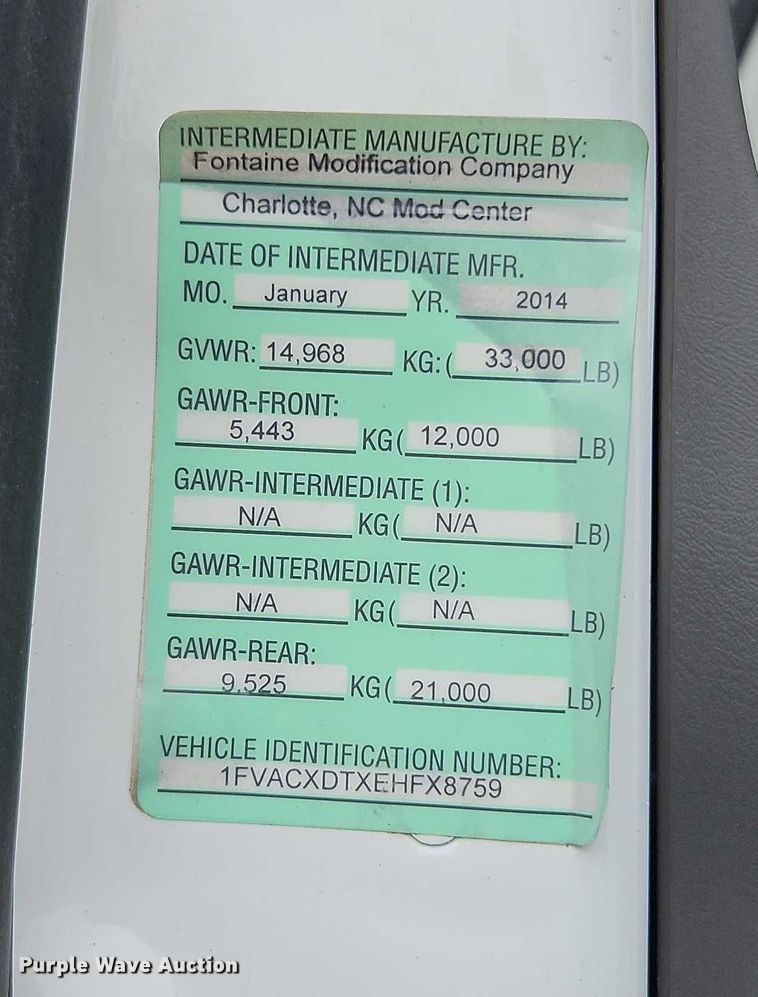 INTERMEDIATE MANUFACTURE BY:
Fontaine Modification Company
Charlotte, NC Mod Center
DATE OF INTERMEDIATE MFR.
MO. January YR. 2014
GVWR: 14,968 KG: ( 33,000 LB)
GAWR-FRONT:
5,443 KG( 12,000 LB)
GAWR-INTERMEDIATE (1):
N/A KG( N/A LB)
GAWR-INTERMEDIATE (2):
N/A KG( N/A LB)
GAWR-REAR:
9,525 KG( 21,000 LB)
VEHICLE IDENTIFICATION NUMBER:
1FVACXDTXEHFX8759
Purple Wave Auction